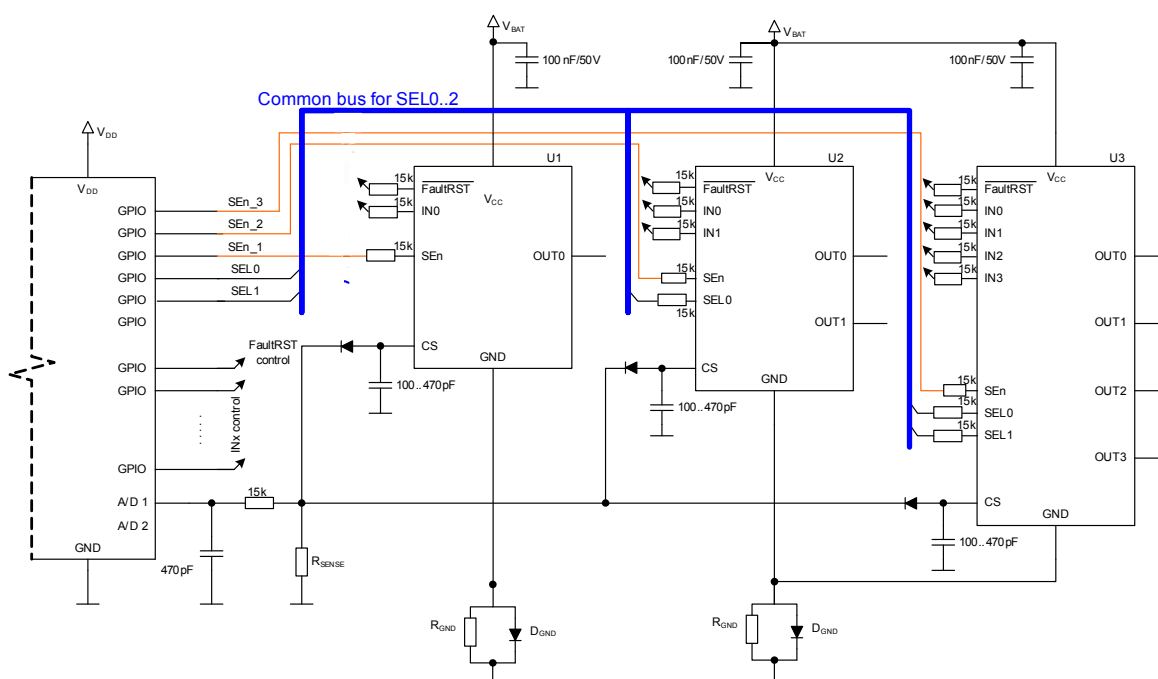 VBAT
100nF/50V
VBAT
100nF/50V
100nF/50V
Common bus for SEL0..2
VDD
VDD
GPIO
SEn_3
GPIO
SEn_2
GPIO
SEn_1
GPIO
SEL0
GPIO
SEL1
GPIO
GPIO
FaultRST
control
GPIO
INx control
GPIO
A/D 1
15k
A/D 2
GND
470pF
RSENSE
U1
15k
FaultRST
VCC
15k
IN0
15k
SEn
OUT0
CS
GND
100..470pF
RGND
DGND
U2
15k
FaultRST
VCC
15k
IN0
15k
IN1
15k
SEn
OUT0
SEL0
15k
OUT1
CS
GND
100..470pF
RGND
DGND
U3
15k
FaultRST
VCC
15k
IN0
15k
IN1
15k
IN2
15k
IN3
OUT0
OUT1
15k
SEn
OUT2
15k
SEL0
15k
SEL1
OUT3
CS
GND
100..470pF